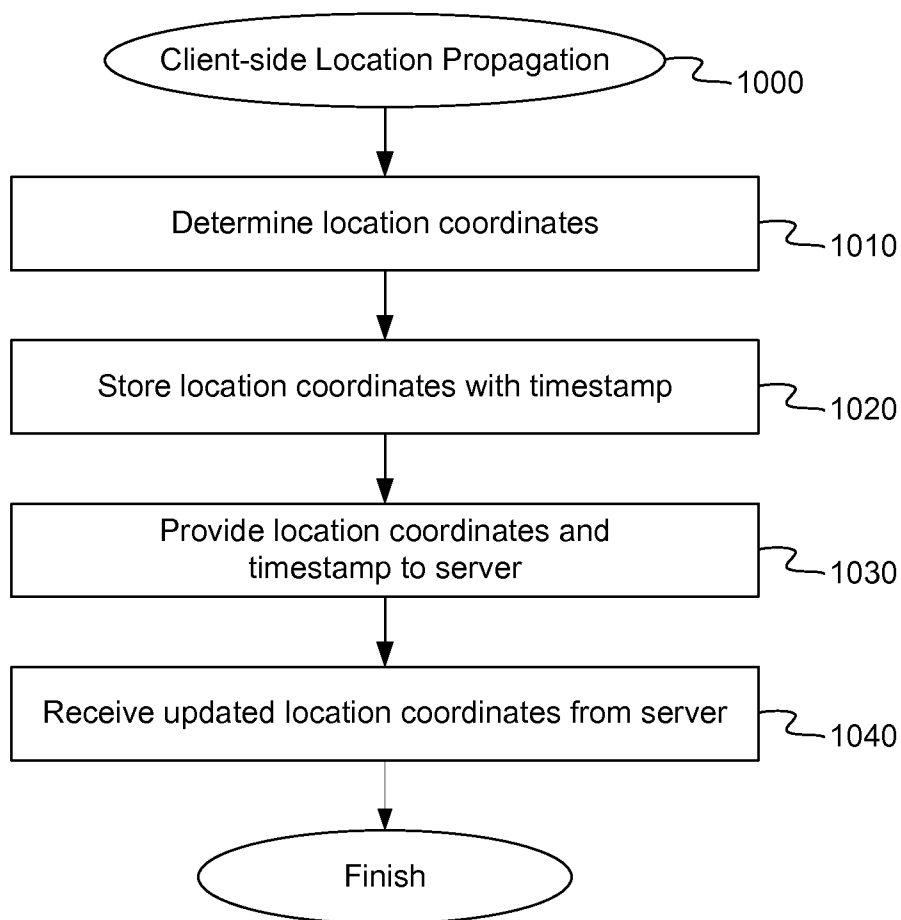 Client-side Location Propagation
1000
Determine location coordinates
1010
Store location coordinates with timestamp
1020
Provide location coordinates and
timestamp to server
1030
Receive updated location coordinates from server
1040
Finish